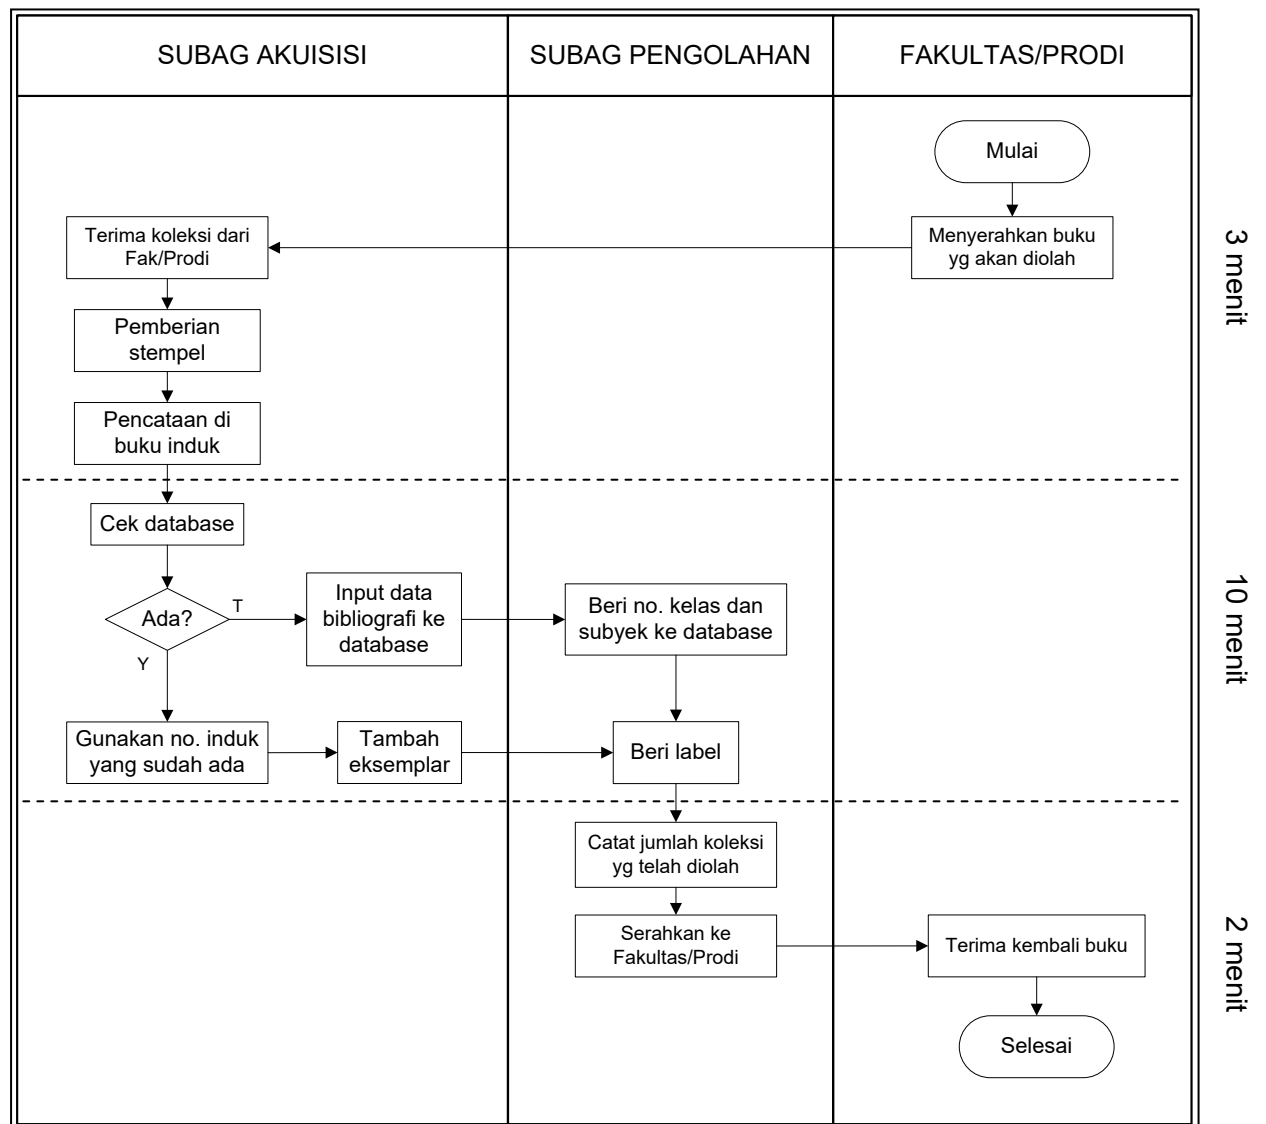 SUBAG AKUISISI
SUBAG PENGOLAHAN
FAKULTAS/PRODI
Mulai
Terima koleksi dari
Fak/Prodi
Menyerahkan buku
yg akan diolah
3 menit
Pemberian
stempel
Pencataan di
buku induk
Cek database
Ada?
T
Y
Input data
bibliografi ke
database
Beri no. kelas dan
subyek ke database
10 menit
Gunakan no. induk
yang sudah ada
Tambah
eksemplar
Beri label
Catat jumlah koleksi
yg telah diolah
Serahkan ke
Fakultas/Prodi
Terima kembali buku
2 menit
Selesai